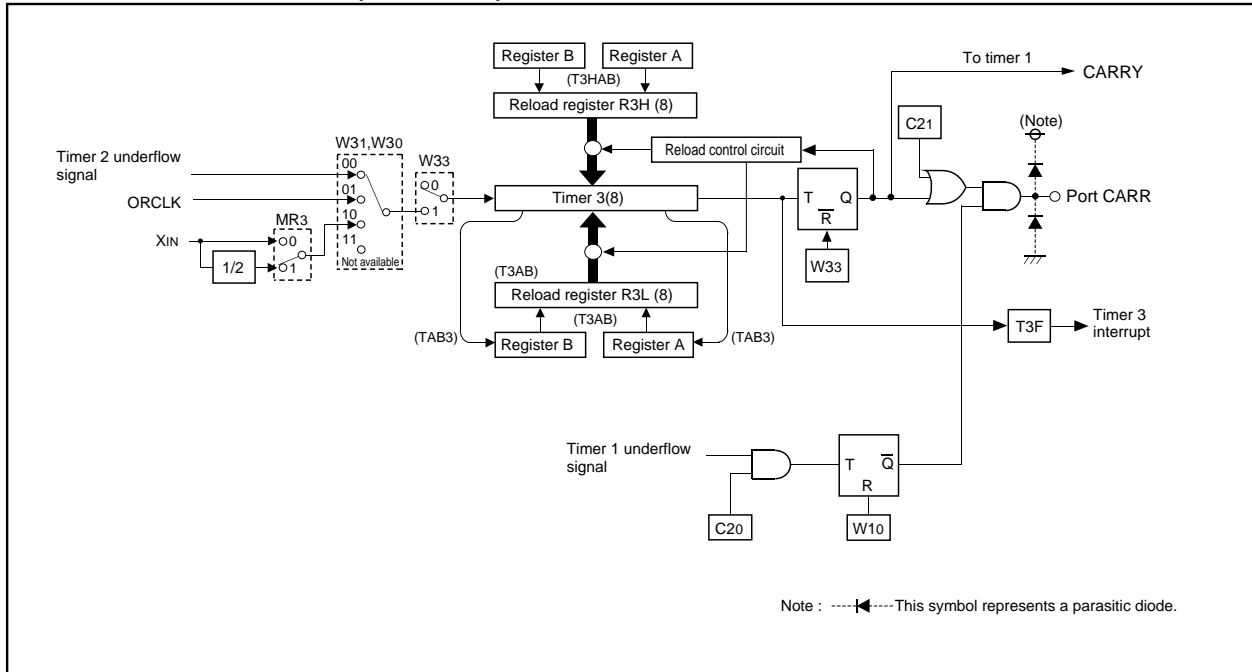 Register B
Register A
(T3HAB)
Reload register R3H (8)
To timer 1
CARRY
C21
(Note)
W31,W30
W33
Reload control circuit
Timer 2 underflow
signal
00
01
10
11
Not available
0
1
ORCLK
Timer 3(8)
T
Q
R
W33
Port CARR
XIN
MR3
0
1
1/2
(T3AB)
Reload register R3L (8)
(T3AB)
(TAB3)
Register B
Register A
(TAB3)
T3F
Timer 3
interrupt
Timer 1 underflow
signal
T
Q
R
C20
W10
Note :
This symbol represents a parasitic diode.